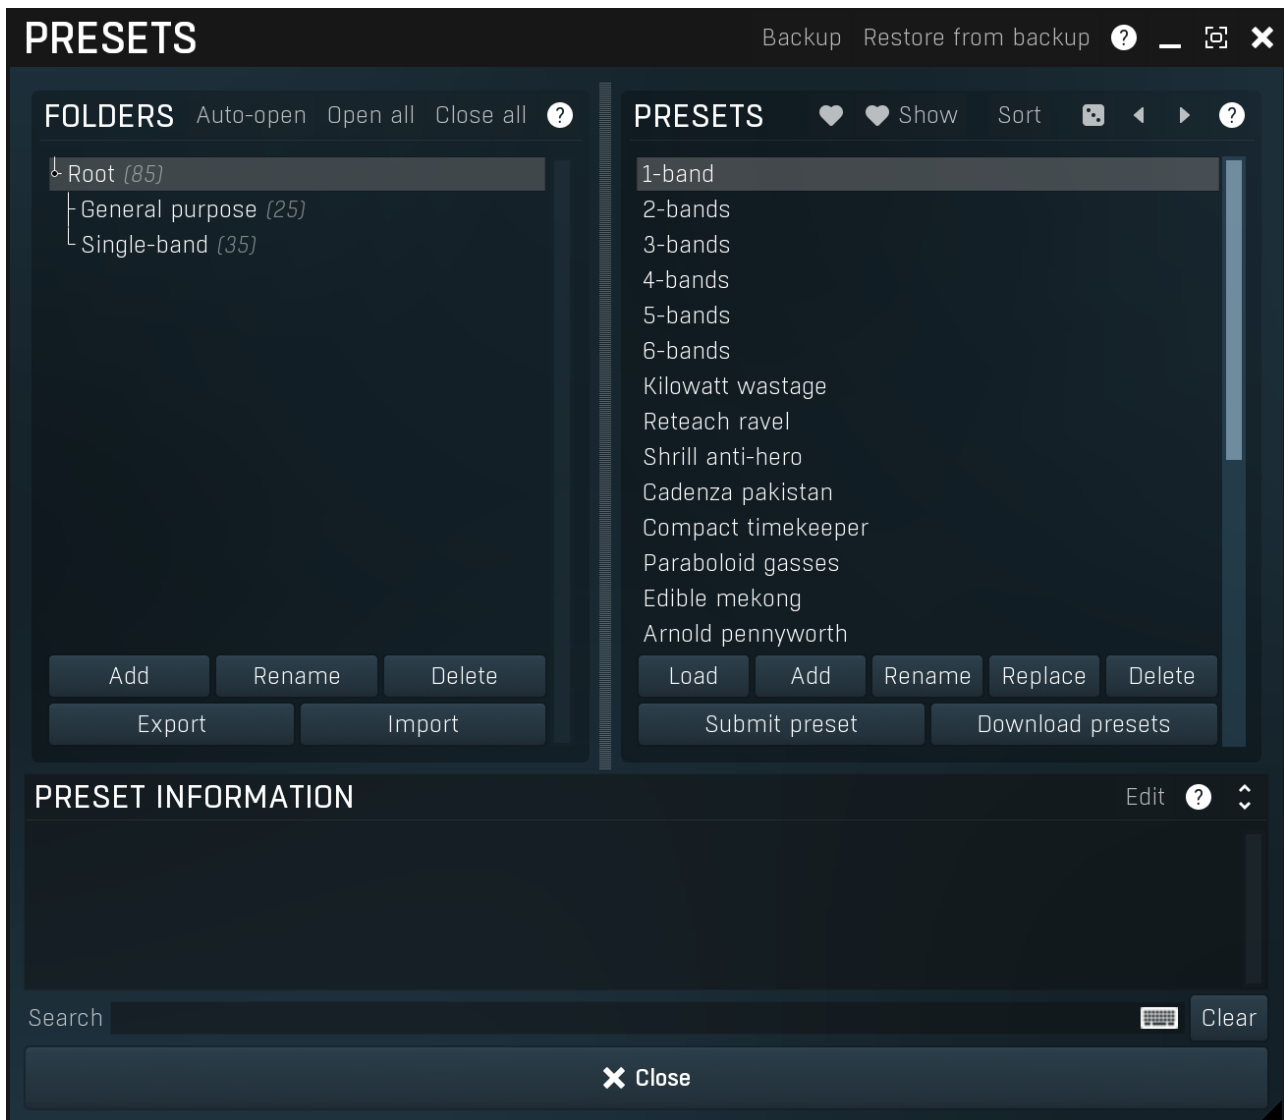 PRESETS Backup Restore from backup ?
FOLDERS Auto-open Open all Close all ?
Root (85)
General purpose (25)
Single-band (35)
Add Rename Delete
Export Import
PRESETS Show Sort ?
1-band
2-bands
3-bands
4-bands
5-bands
6-bands
Kilowatt wastage
Reteach ravel
Shrill anti-hero
Cadenza pakistan
Compact timekeeper
Paraboloid gasses
Edible mekong
Arnold pennyworth
Load Add Rename Replace Delete
Submit preset Download presets
PRESET INFORMATION Edit ?
Search Clear
Close